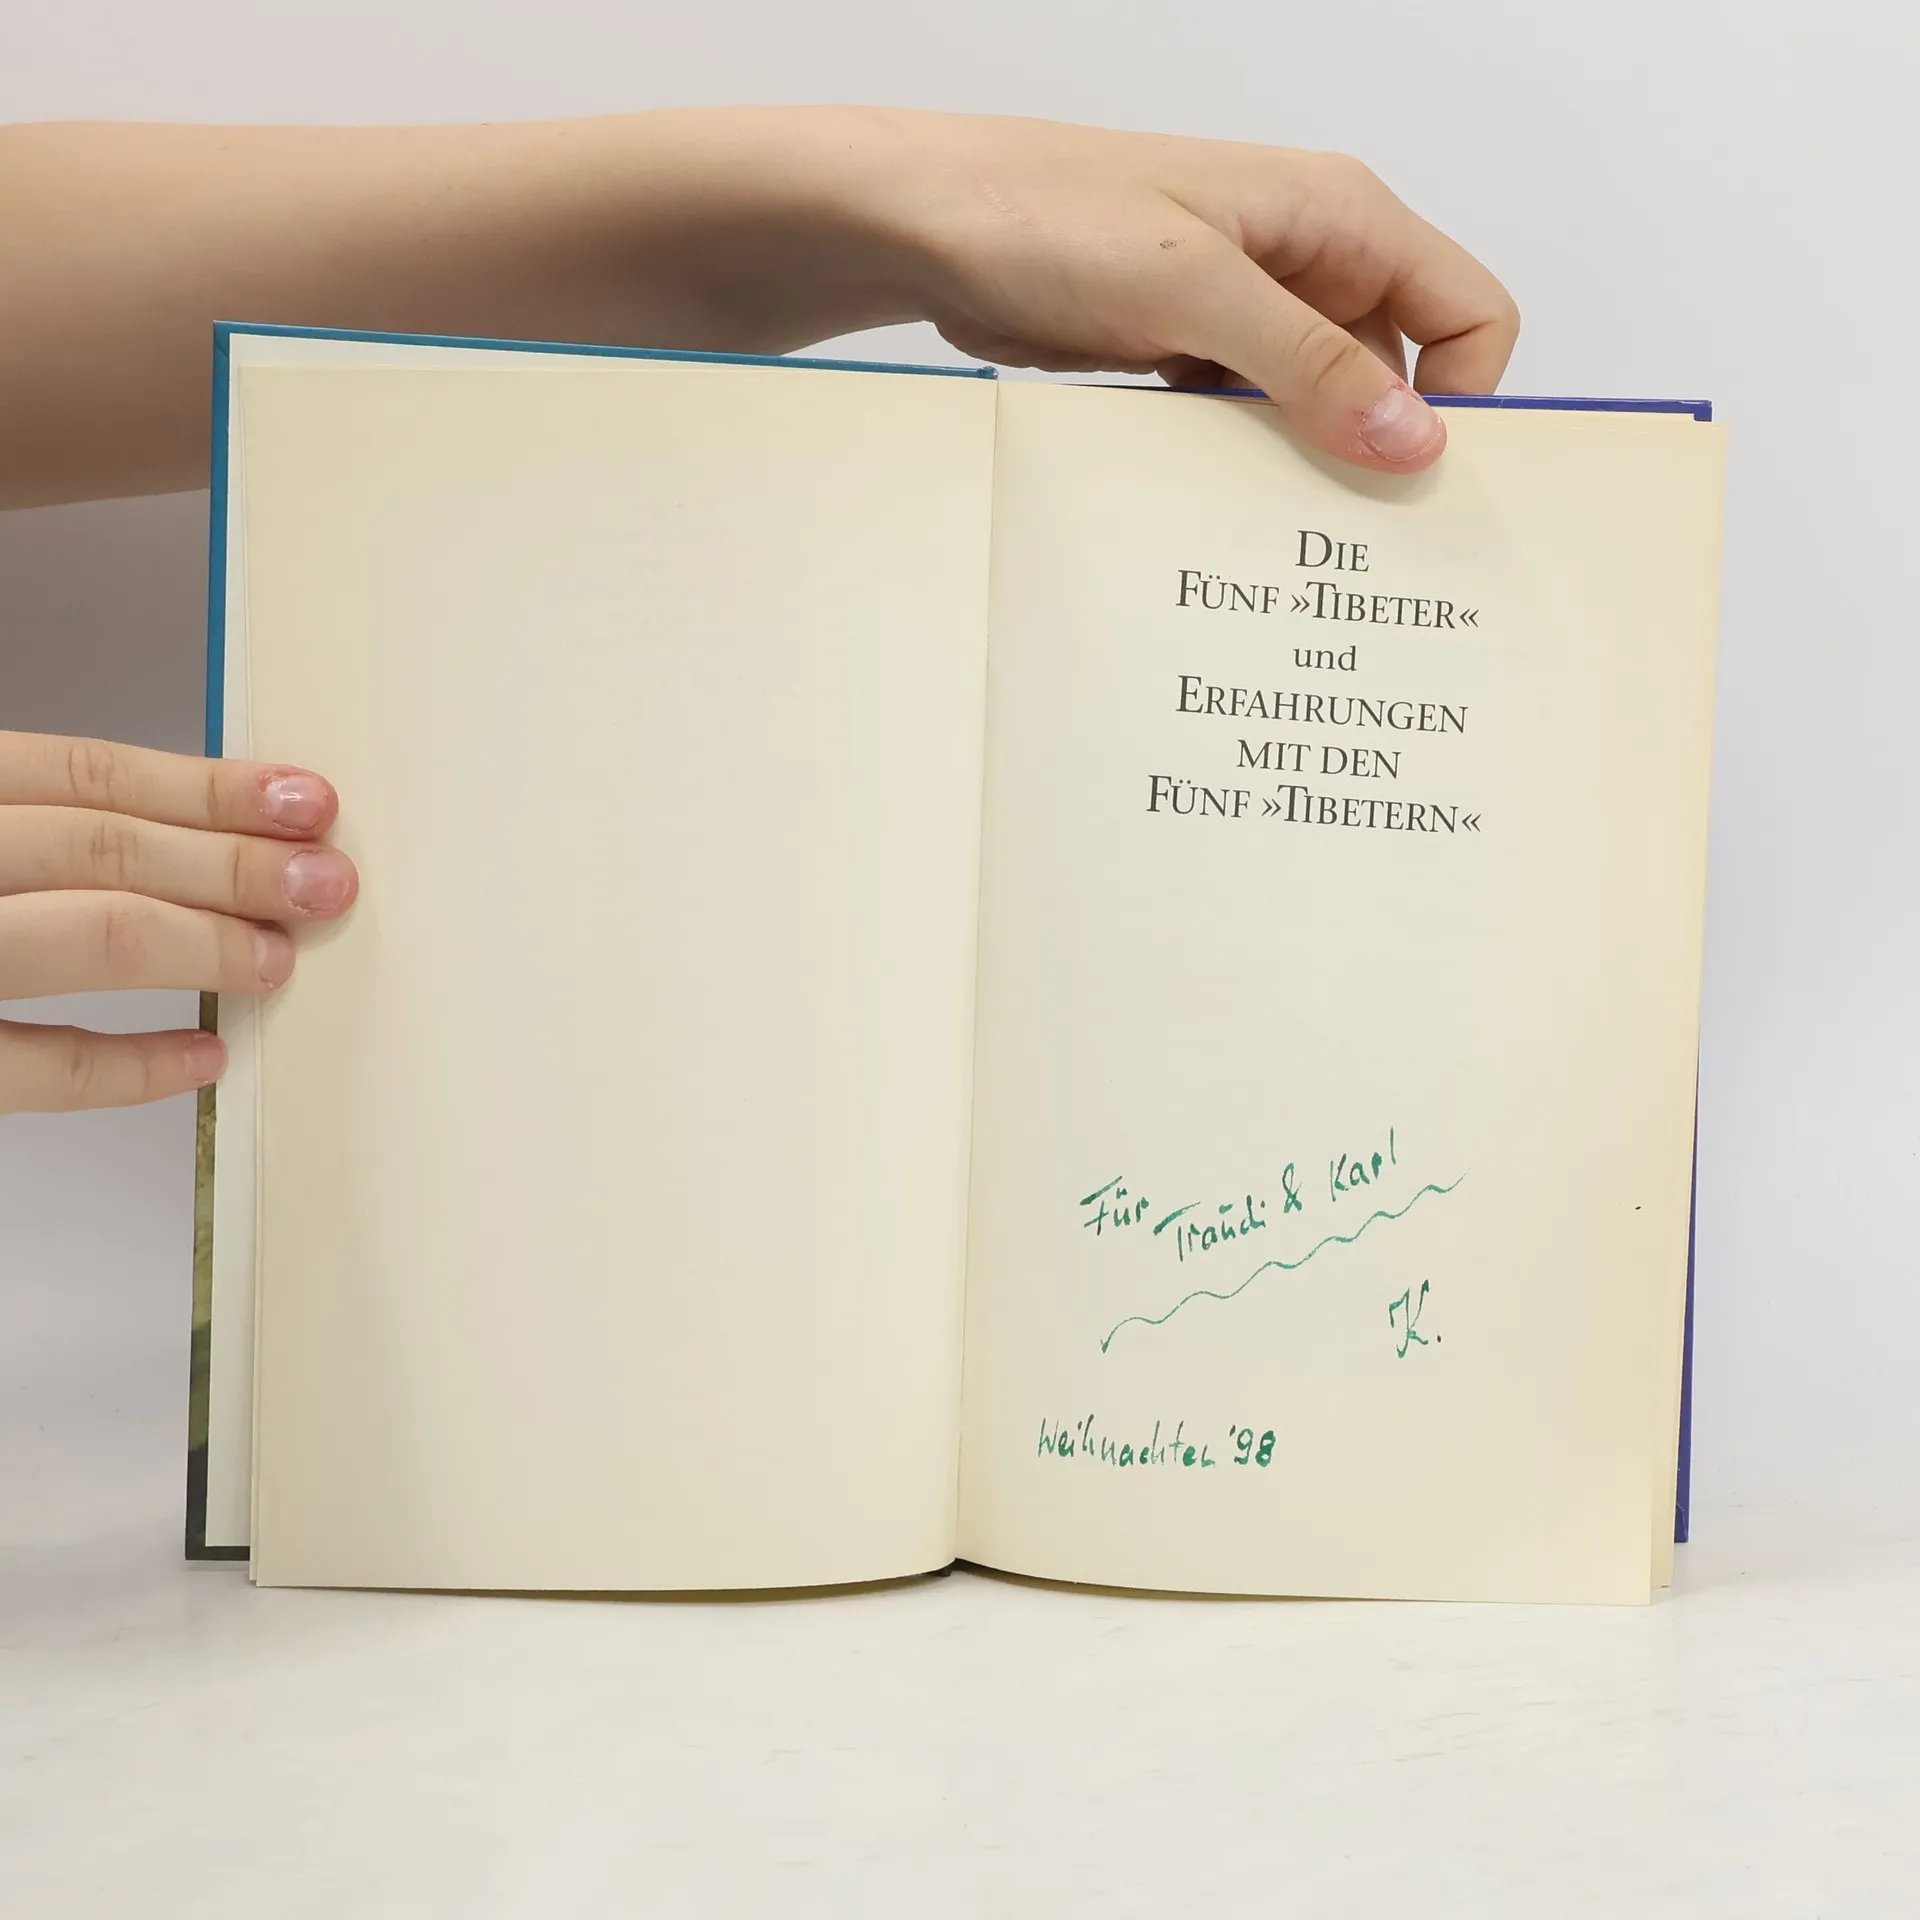 DIE
FÜNF »TIBETER«
und
ERFAHRUNGEN
MIT DEN
FÜNF »TIBETERN«
Für Traudi & Karl
K.
Weihnachten '98